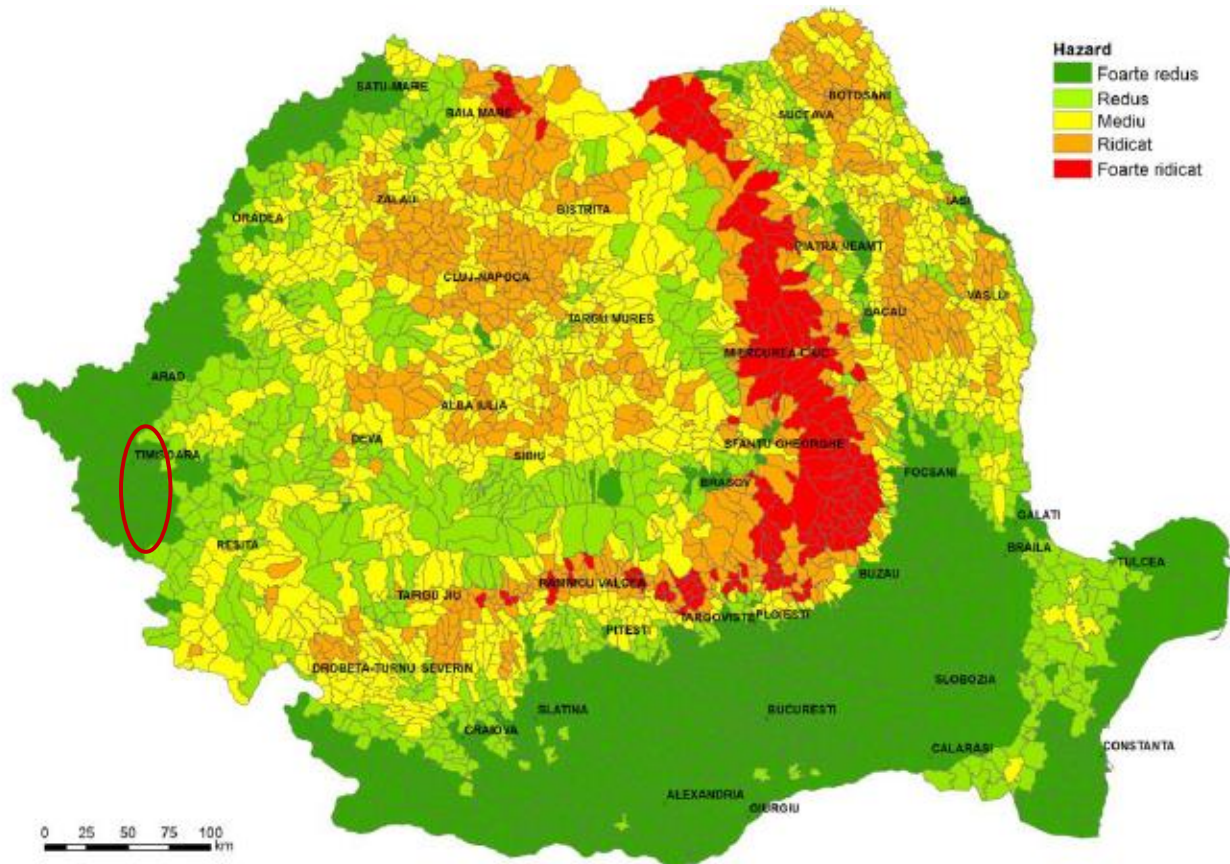 Hazard
Foarte redus
Redus
Mediu
Ridicat
Foarte ridicat
SATU-MARE
BAIA MARE
SUCEAVA
BOTOSANI
ZALAU
BISTRITA
IASI
ORADEA
PIATRA NEAMT
CLUJ-NAPOCA
VASLUI
TARGU MURES
BACAU
MIERCUREA-CIUC
ARAD
ALBA IULIA
DEVA
SFANTU GHEORGHE
TIMISOARA
SIBIU
FOCSANI
BRASOV
GALATI
RESITA
BRAILA
TULCEA
BUZAU
RAMNICU VALCEA
TARGU JIU
TARGOVISTE
PLOIESTI
PITESTI
DROBETA-TURNU SEVERIN
SLOBOZIA
SLATINA
BUCURESTI
CRAIOVA
CALARASI
CONSTANTA
ALEXANDRIA
GIURGIU
0 25 50 75 100
km